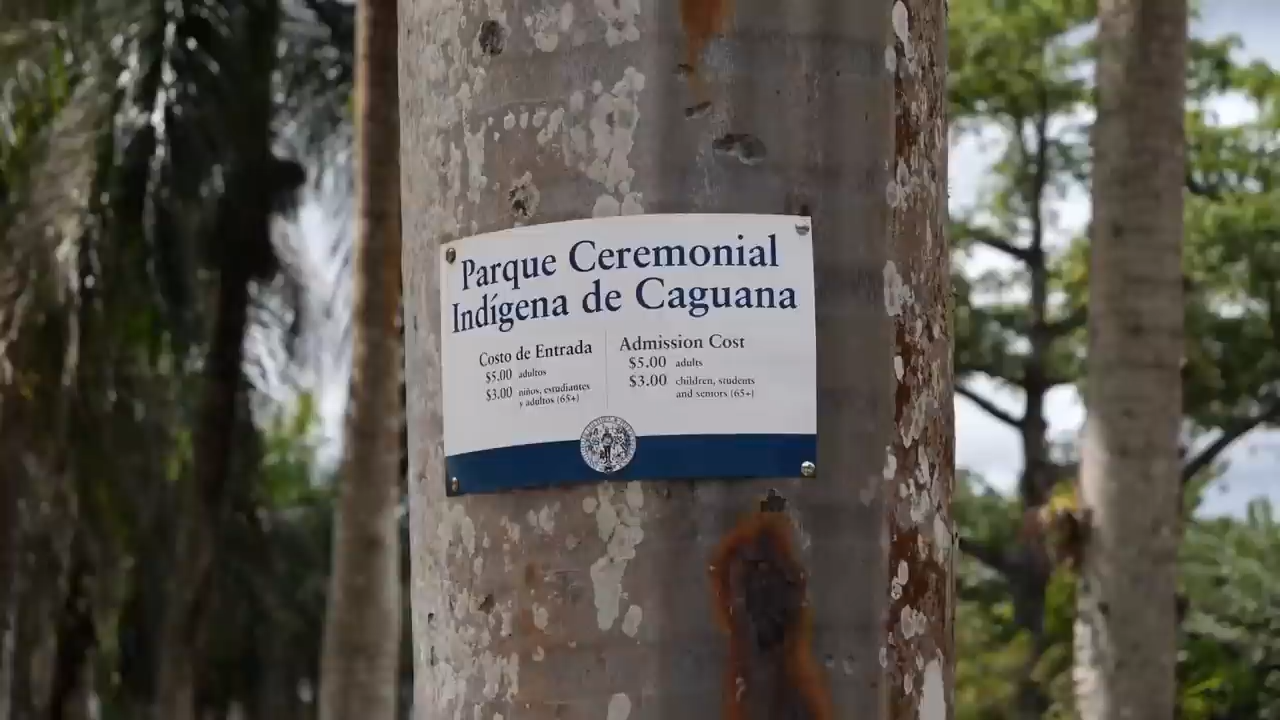 Parque Ceremonial
Indígena de Caguana
Costo de Entrada
$5.00 adultos
$3.00 niños, estudiantes
y adultos (65+)
Admission Cost
$5.00 adults
$3.00 children, students
and seniors (65+)